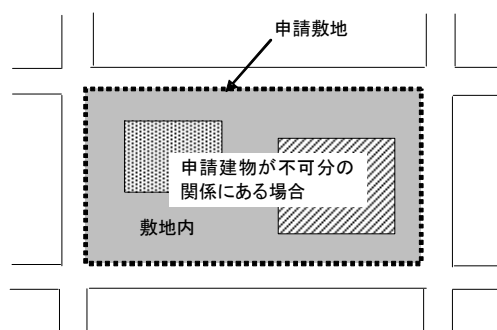 申請敷地
申請建物が不可分の
関係にある場合
敷地内